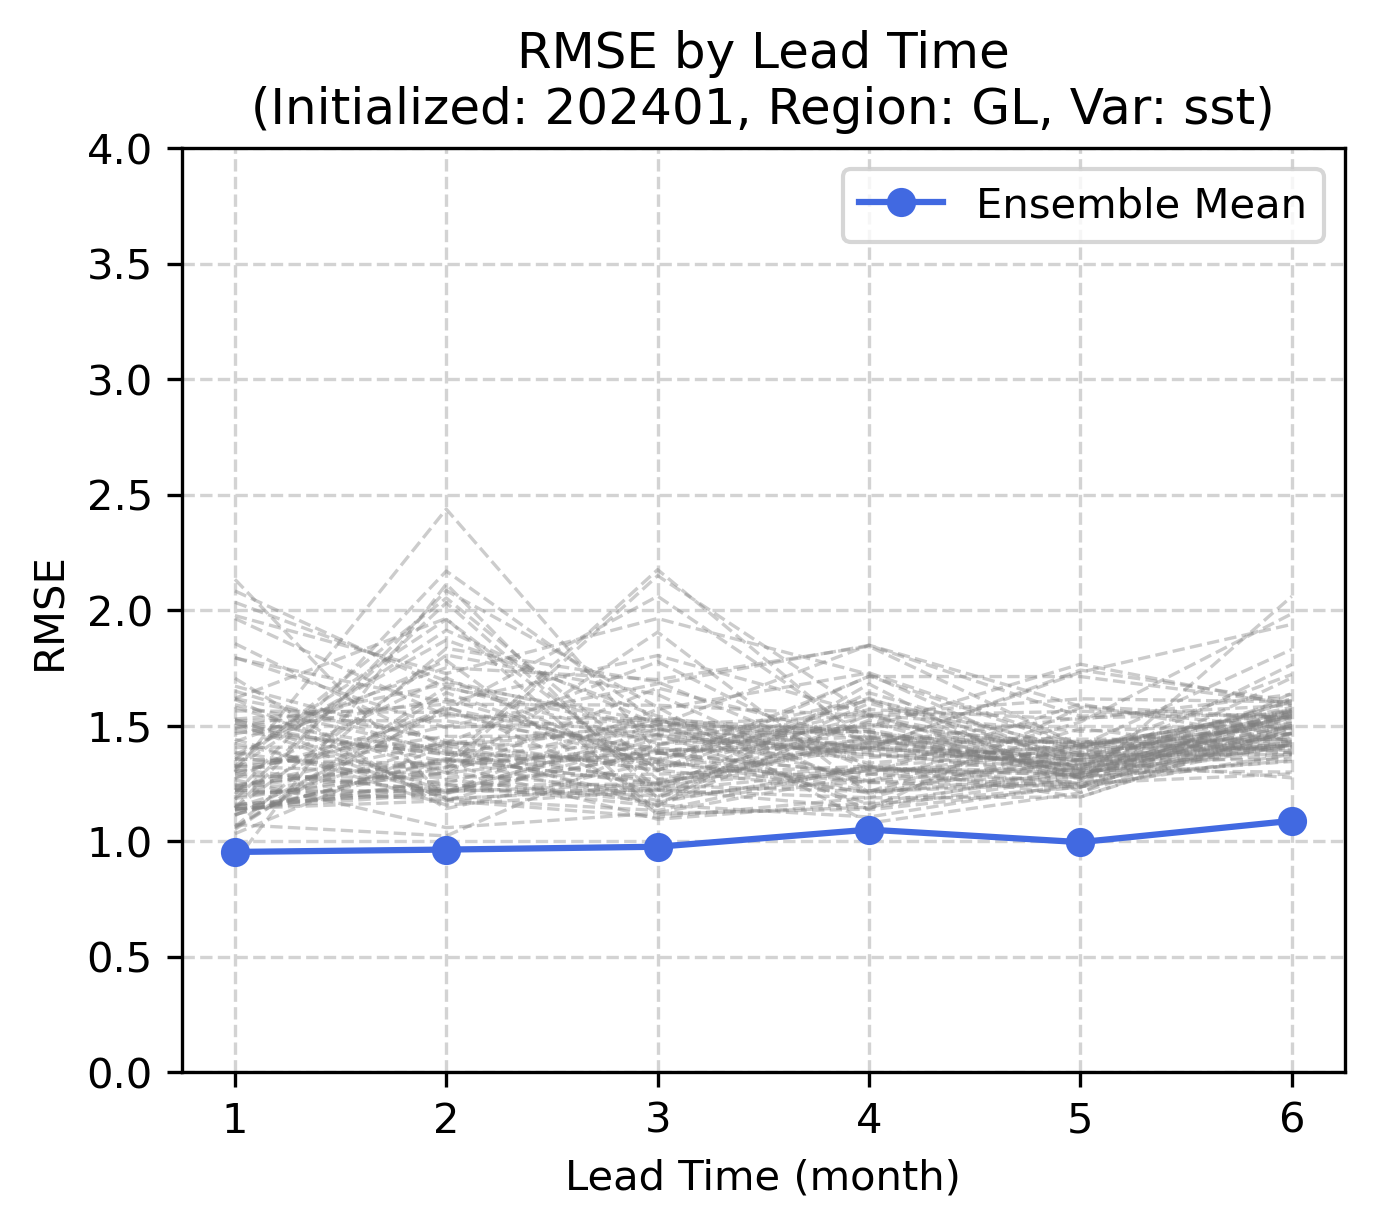 RMSE by Lead Time
(Initialized: 202401, Region: GL, Var: sst)
Ensemble Mean
4.0
3.5
3.0
2.5
2.0
1.5
1.0
0.5
0.0
RMSE
1 2 3 4 5 6
Lead Time (month)